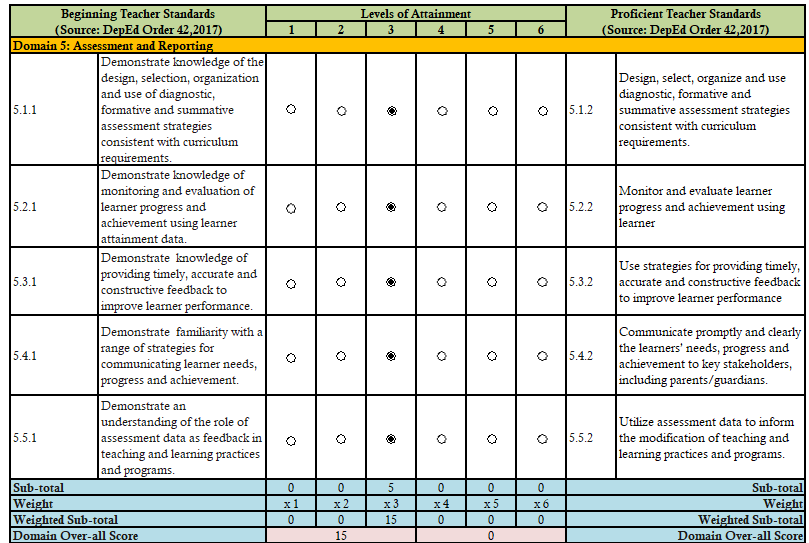 Beginning Teacher Standards
(Source: DepEd Order 42,2017)
Levels of Attainment
1 2 3 4 5 6
Proficient Teacher Standards
(Source: DepEd Order 42,2017)
Domain 5: Assessment and Reporting
5.1.1
Demonstrate knowledge of the
design, selection, organization
and use of diagnostic,
formative and summative
assessment strategies
consistent with curriculum
requirements.
5.1.2
Design, select, organize and use
diagnostic, formative and
summative assessment strategies
consistent with curriculum
requirements.
5.2.1
Demonstrate knowledge of
monitoring and evaluation of
learner progress and
achievement using learner
attainment data.
5.2.2
Monitor and evaluate learner
progress and achievement using
learner
5.3.1
Demonstrate knowledge of
providing timely, accurate and
constructive feedback to
improve learner performance.
5.3.2
Use strategies for providing timely,
accurate and constructive feedback
to improve learner performance
5.4.1
Demonstrate familiarity with a
range of strategies for
communicating learner needs,
progress and achievement.
5.4.2
Communicate promptly and clearly
the learners' needs, progress and
achievement to key stakeholders,
including parents/guardians.
5.5.1
Demonstrate an
understanding of the role of
assessment data as feedback in
teaching and learning practices
and programs.
5.5.2
Utilize assessment data to inform
the modification of teaching and
learning practices and programs.
Sub-total 0 0 5 0 0 0 Sub-total
Weight x 1 x 2 x 3 x 4 x 5 x 6 Weight
Weighted Sub-total 0 0 15 0 0 0 Weighted Sub-total
Domain Over-all Score 15 0 Domain Over-all Score